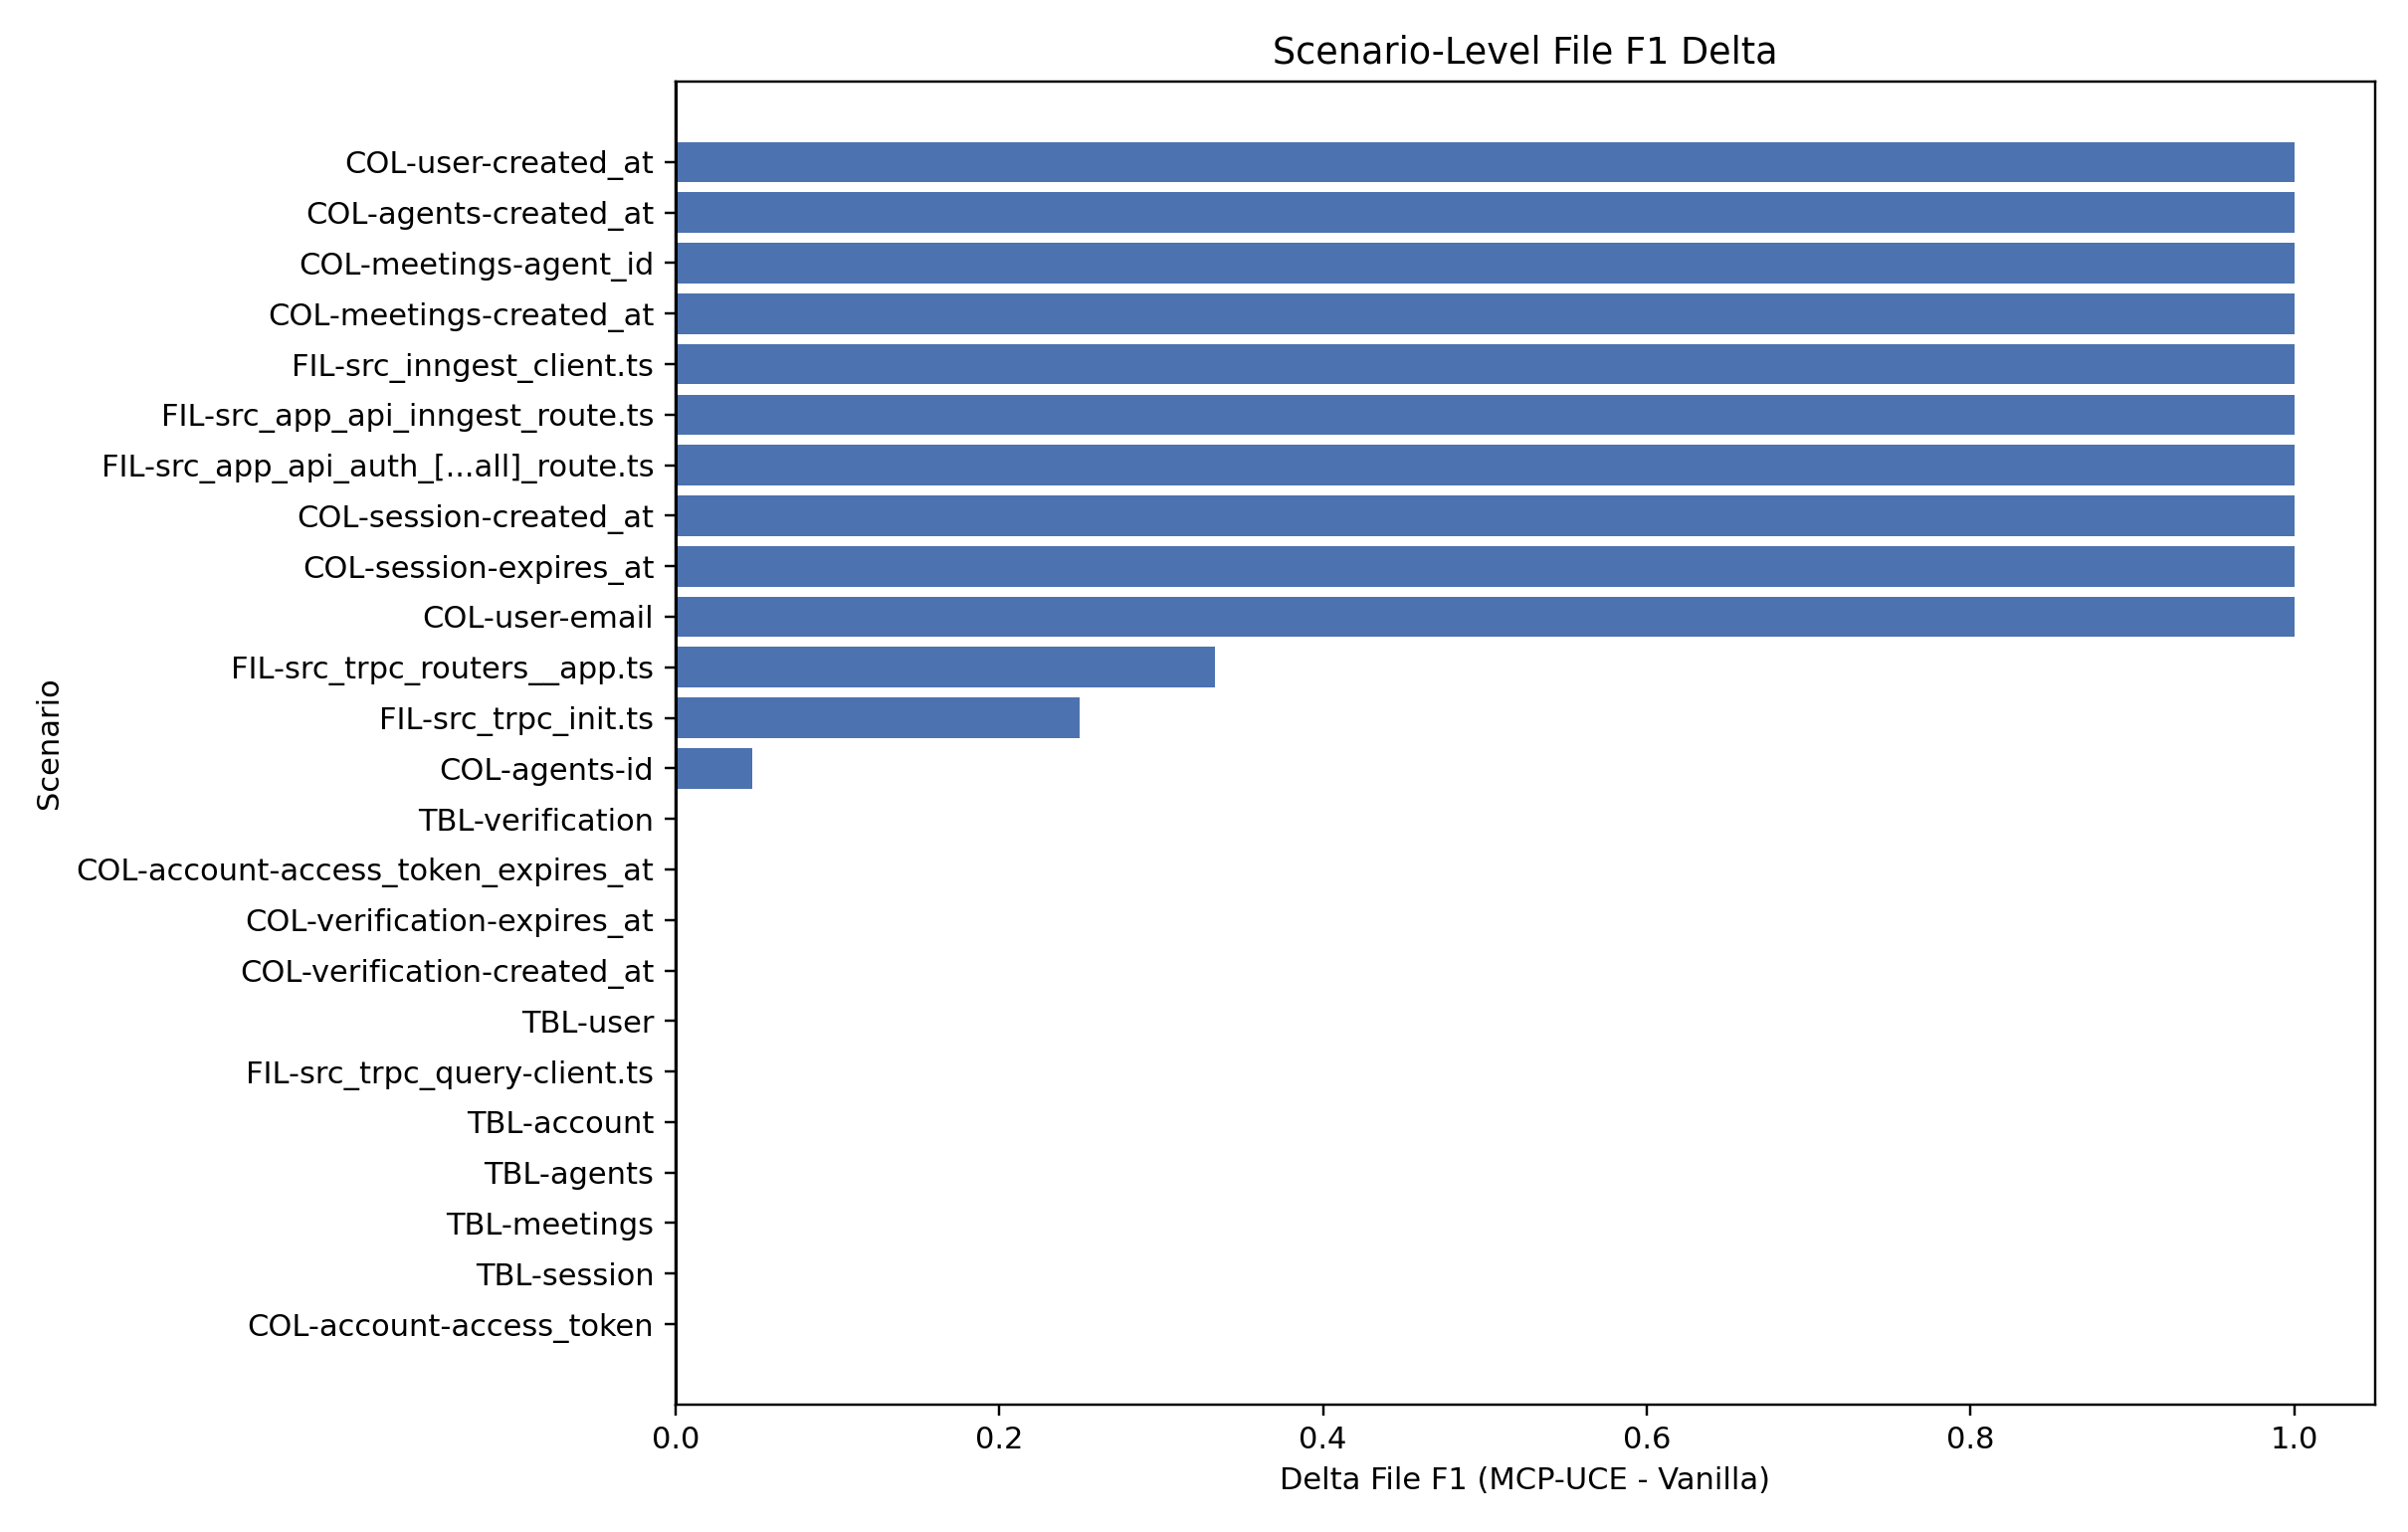 Scenario-Level File F1 Delta
Scenario
COL-user-created_at
COL-agents-created_at
COL-meetings-agent_id
COL-meetings-created_at
FIL-src_inngest_client.ts
FIL-src_app_api_inngest_route.ts
FIL-src_app_api_auth_[...all]_route.ts
COL-session-created_at
COL-session-expires_at
COL-user-email
FIL-src_trpc_routers__app.ts
FIL-src_trpc_init.ts
COL-agents-id
TBL-verification
COL-account-access_token_expires_at
COL-verification-expires_at
COL-verification-created_at
TBL-user
FIL-src_trpc_query-client.ts
TBL-account
TBL-agents
TBL-meetings
TBL-session
COL-account-access_token
0.0 0.2 0.4 0.6 0.8 1.0
Delta File F1 (MCP-UCE - Vanilla)